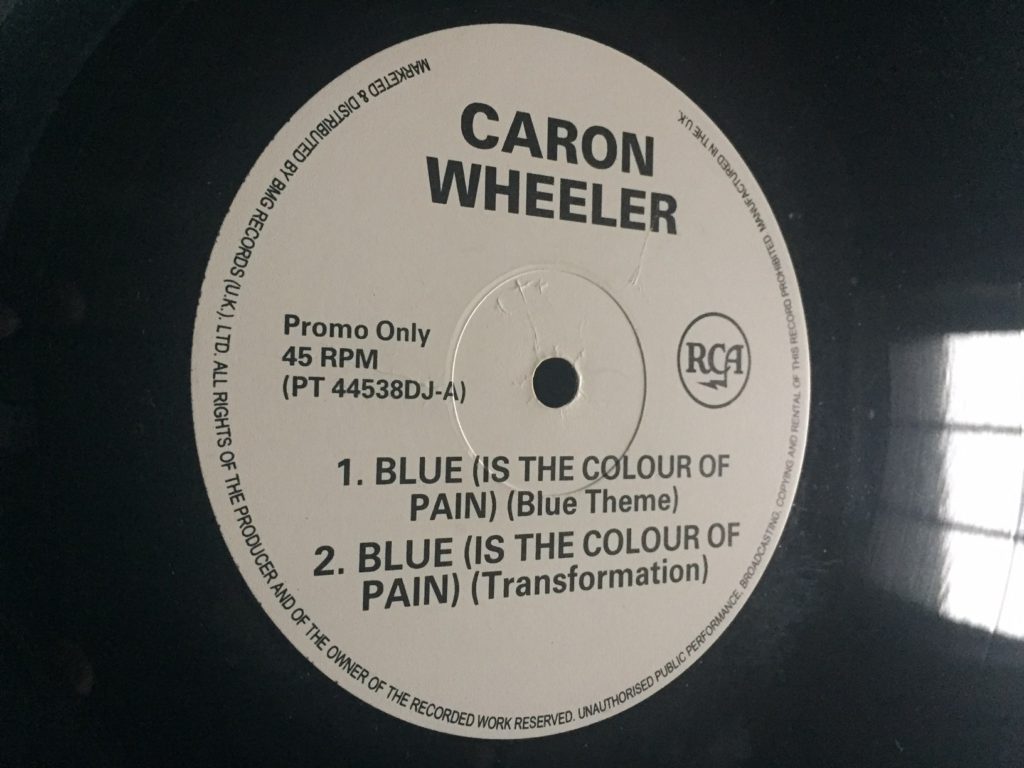 CARON
WHEELER
Promo Only
45 RPM
(PT 44538DJ-A)
RCA
1. BLUE (IS THE COLOUR OF
PAIN) (Blue Theme)
2. BLUE (IS THE COLOUR OF
PAIN) (Transformation)
MARKETED & DISTRIBUTED BY BMG RECORDS (U.K.). LTD. ALL RIGHTS OF THE PRODUCER AND OF THE OWNER OF THE RECORDED WORK RESERVED. UNAUTHORISED PUBLIC PERFORMANCE, BROADCASTING, COPYING AND RENTAL OF THIS RECORD PROHIBITED. MANUFACTURED IN THE U.K.